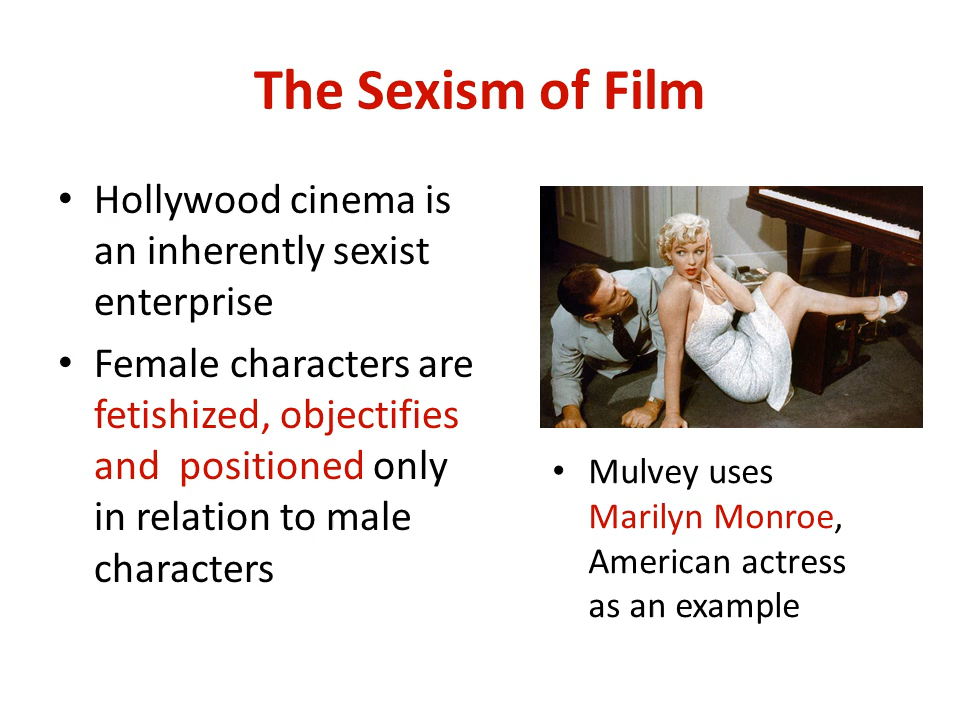 The Sexism of Film
• Hollywood cinema is
an inherently sexist
enterprise
• Female characters are
fetishized, objectifies
and  positioned only
in relation to male
characters
• Mulvey uses
Marilyn Monroe,
American actress
as an example